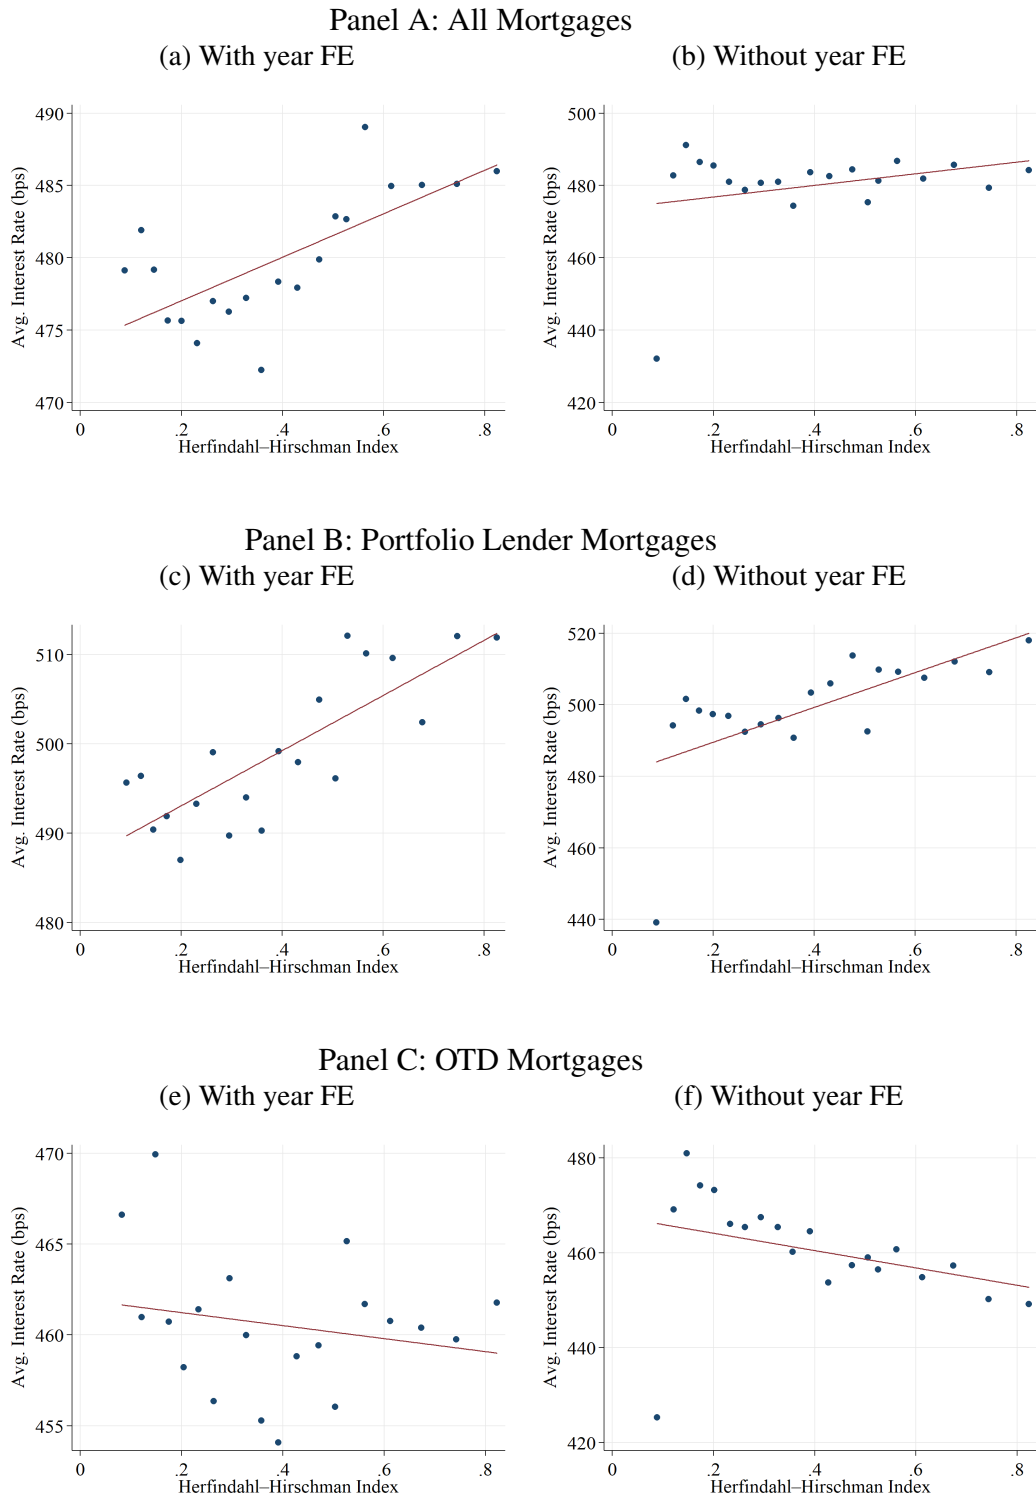 Panel A: All Mortgages
(a) With year FE
(b) Without year FE
Avg. Interest Rate (bps)
490
485
480
475
470
0 .2 .4 .6 .8
Herfindahl–Hirschman Index
Avg. Interest Rate (bps)
500
480
460
440
420
0 .2 .4 .6 .8
Herfindahl–Hirschman Index
Panel B: Portfolio Lender Mortgages
(c) With year FE
(d) Without year FE
Avg. Interest Rate (bps)
510
500
490
480
0 .2 .4 .6 .8
Herfindahl–Hirschman Index
Avg. Interest Rate (bps)
520
500
480
460
440
0 .2 .4 .6 .8
Herfindahl–Hirschman Index
Panel C: OTD Mortgages
(e) With year FE
(f) Without year FE
Avg. Interest Rate (bps)
470
465
460
455
0 .2 .4 .6 .8
Herfindahl–Hirschman Index
Avg. Interest Rate (bps)
480
460
440
420
0 .2 .4 .6 .8
Herfindahl–Hirschman Index